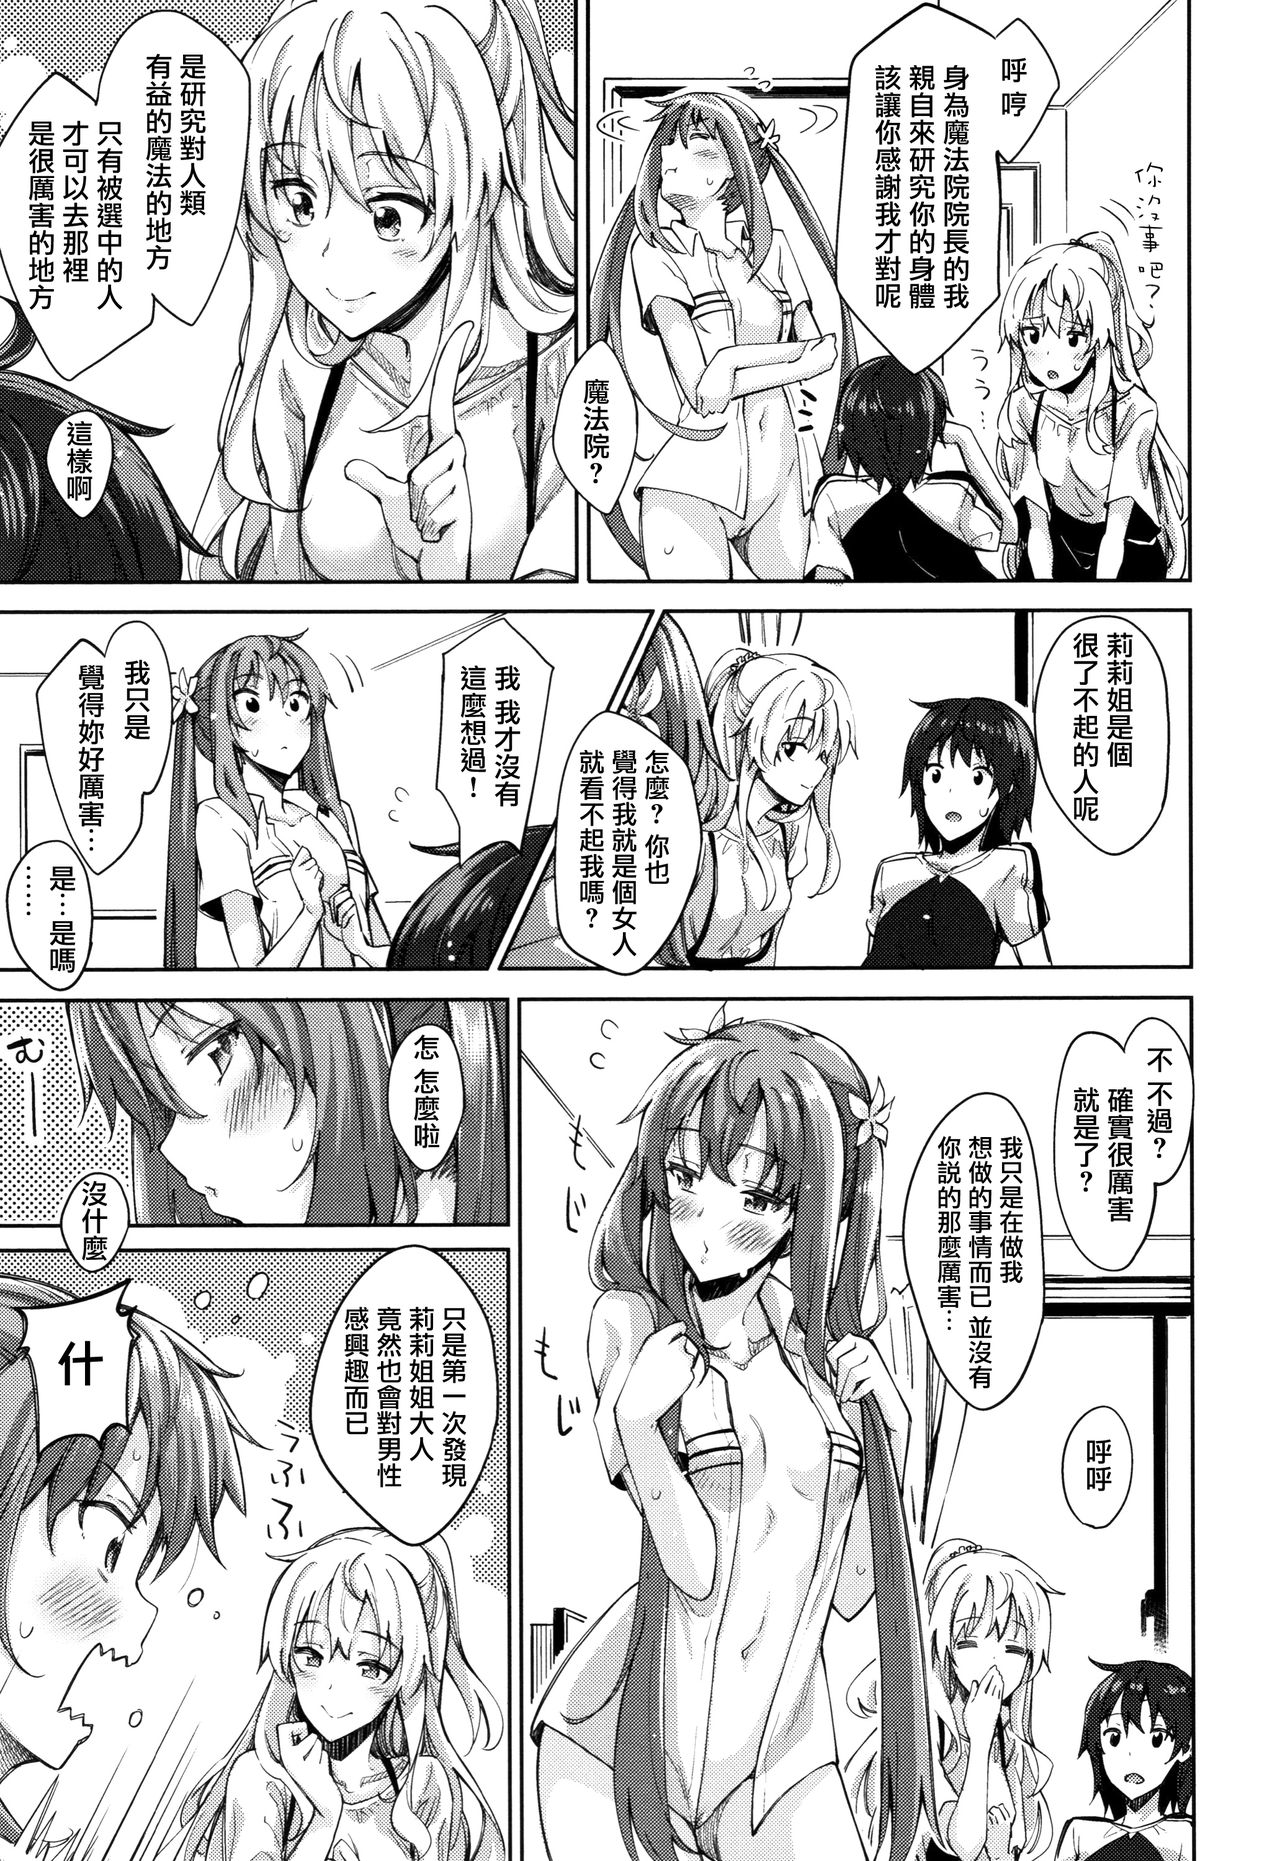 呼哼
身為魔法院院長的我
親自來研究你的身體
該讓你感謝我才對呢
你沒事吧？
うう…
魔法院？
是研究對人類
有益的魔法的地方
只有被選中的人
才可以去那裡
是很厲害的地方
這樣啊
莉莉姐是個
很了不起的人呢
怎麼？你也
覺得我就是個女人
就看不起我嗎？
我 我才沒有
這麼想過！
我只是
覺得妳好厲害…
是…是嗎
……
不 不過？
確實很厲害
就是了？
我只是在做我
想做的事情而已 並沒有
你說的那麼厲害…
もじ
もじ
呼呼
怎 怎麼啦
むー
沒什麼
只是第一次發現
莉莉姐姐大人
竟然也會對男性
感興趣而已
うふふ
ふ
什